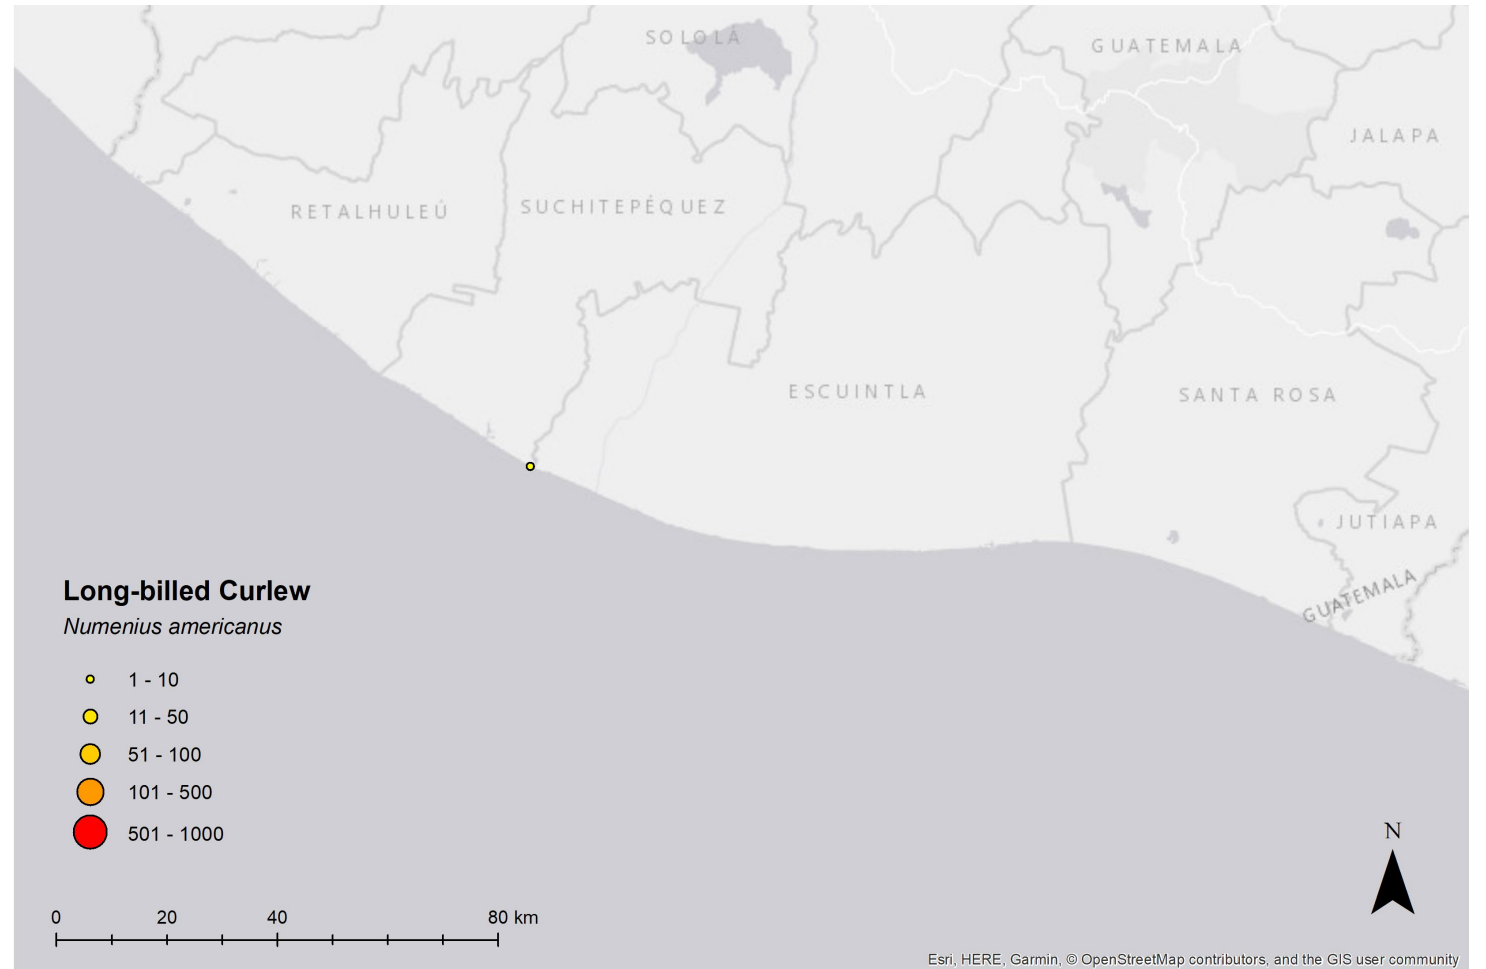 SOLOLÁ
GUATEMALA
JALAPA
RETALHULEÚ
SUCHITEPÉQUEZ
ESCUINTLA
SANTA ROSA
JUTIAPA
GUATEMALA
Long-billed Curlew
Numenius americanus
1 - 10
11 - 50
51 - 100
101 - 500
501 - 1000
N
0 20 40 80 km
Esri, HERE, Garmin, © OpenStreetMap contributors, and the GIS user community